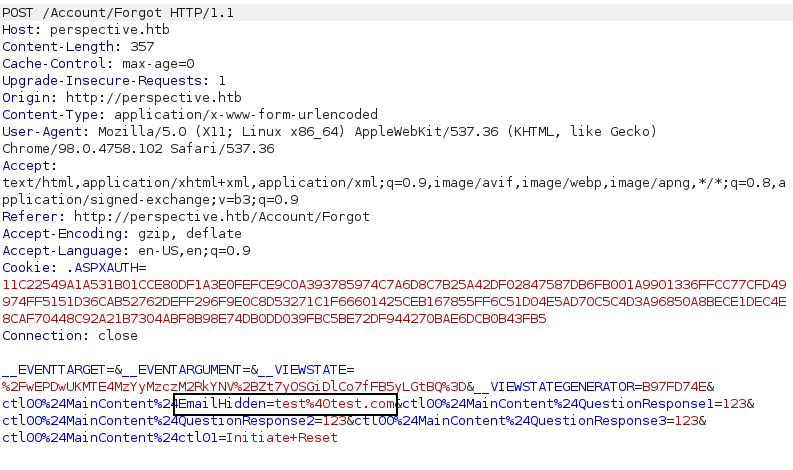 POST /Account/Forgot HTTP/1.1
Host: perspective.htb
Content-Length: 357
Cache-Control: max-age=0
Upgrade-Insecure-Requests: 1
Origin: http://perspective.htb
Content-Type: application/x-www-form-urlencoded
User-Agent: Mozilla/5.0 (X11; Linux x86_64) AppleWebKit/537.36 (KHTML, like Gecko)
Chrome/98.0.4758.102 Safari/537.36
Accept:
text/html,application/xhtml+xml,application/xml;q=0.9,image/avif,image/webp,image/apng,*/*;q=0.8,a
pplication/signed-exchange;v=b3;q=0.9
Referer: http://perspective.htb/Account/Forgot
Accept-Encoding: gzip, deflate
Accept-Language: en-US,en;q=0.9
Cookie: .ASPXAUTH=
11C22549A1A531B01CCE80DF1A3E0FEFCE9C0A393785974C7A6D8C7B25A42DF02847587DB6FB001A9901336FFCC77CFD49
974FF5151D36CAB52762DEFF296F9E0C8D53271C1F66601425CEB167855FF6C51D04E5AD70C5C4D3A96850A8BECE1DEC4E
8CAF70448C92A21B7304ABF8B98E74DB0DD039FBC5BE72DF944270BAE6DCB0B43FB5
Connection: close
__EVENTTARGET=&__EVENTARGUMENT=&__VIEWSTATE=
%2FwEPDwUKMTE4MzYyMzczM2RkYNV%2BZt7yOSGiDlCo7fFB5yLGtBQ%3D&__VIEWSTATEGENERATOR=B97FD74E&
ctl00%24MainContent%24EmailHidden=test%40test.com&ctl00%24MainContent%24QuestionResponse1=123&
ctl00%24MainContent%24QuestionResponse2=123&ctl00%24MainContent%24QuestionResponse3=123&
ctl00%24MainContent%24ctl01=Initiate+Reset